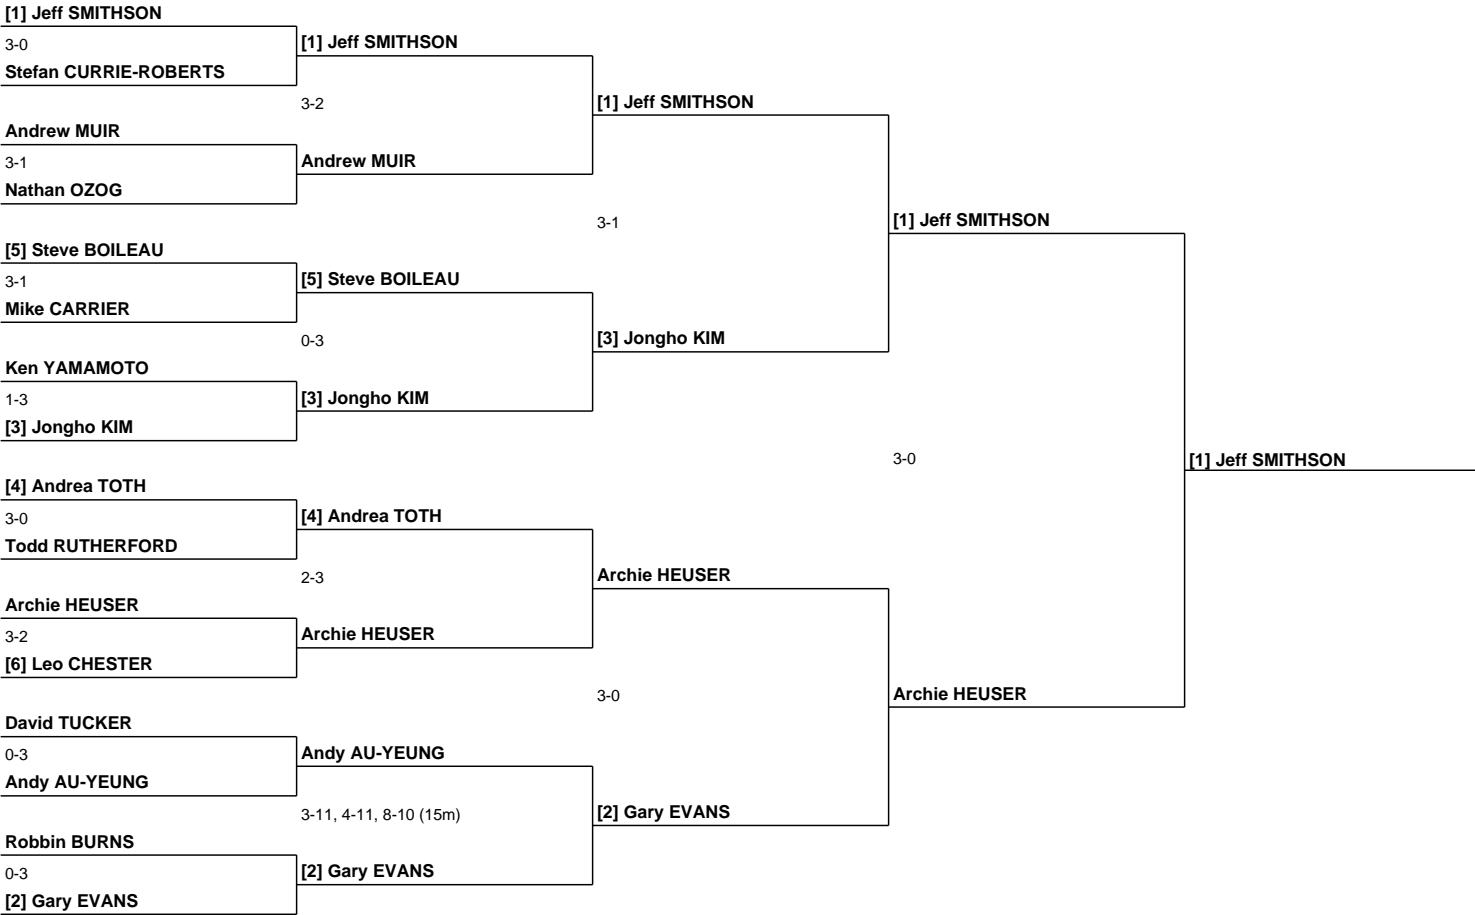 [1] Jeff SMITHSON
3-0
Stefan CURRIE-ROBERTS
Andrew MUIR
3-1
Nathan OZOG
[5] Steve BOILEAU
3-1
Mike CARRIER
Ken YAMAMOTO
1-3
[3] Jongho KIM
[4] Andrea TOTH
3-0
Todd RUTHERFORD
Archie HEUSER
3-2
[6] Leo CHESTER
David TUCKER
0-3
Andy AU-YEUNG
Robbin BURNS
0-3
[2] Gary EVANS
[1] Jeff SMITHSON
3-2
Andrew MUIR
[5] Steve BOILEAU
0-3
[3] Jongho KIM
[4] Andrea TOTH
2-3
Archie HEUSER
Andy AU-YEUNG
3-11, 4-11, 8-10 (15m)
[2] Gary EVANS
[1] Jeff SMITHSON
3-1
[3] Jongho KIM
Archie HEUSER
3-0
[2] Gary EVANS
[1] Jeff SMITHSON
3-0
Archie HEUSER
[1] Jeff SMITHSON